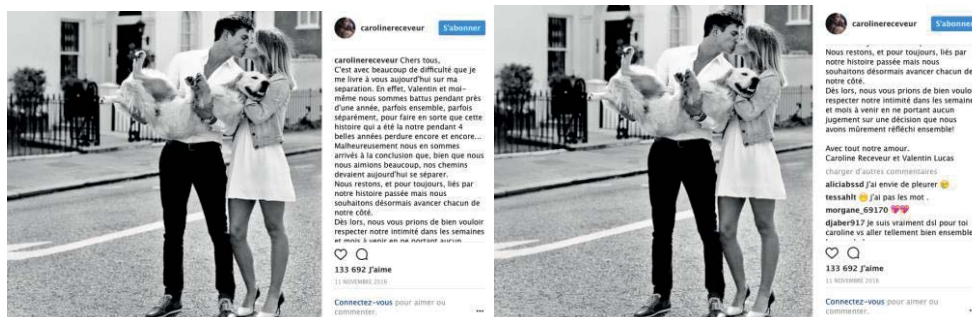 carolinereceveur S'abonner
carolinereceveur Chers tous,
C'est avec beaucoup de difficulté que je
me livre à vous aujourd'hui sur ma
separation. En effet, Valentin et moi-
même nous sommes battus pendant près
d'une année, parfois ensemble, parfois
séparément, pour faire en sorte que cette
histoire qui a été la notre pendant 4
belles années perdure encore et encore...
Malheureusement nous en sommes
arrivés à la conclusion que, bien que nous
nous aimions beaucoup, nos chemins
devaient aujourd'hui se séparer.
Nous restons, et pour toujours, liés par
notre histoire passée mais nous
souhaitons désormais avancer chacun de
notre côté.
Dès lors, nous vous prions de bien vouloir
respecter notre intimité dans les semaines
et mois à venir en ne portant aucun
133 692 J'aime
11 NOVEMBRE 2016
Connectez-vous pour aimer ou
commenter.
carolinereceveur S'abonner
Nous restons, et pour toujours, liés par
notre histoire passée mais nous
souhaitons désormais avancer chacun de
notre côté.
Dès lors, nous vous prions de bien vouloi
respecter notre intimité dans les semaine
et mois à venir en ne portant aucun
jugement sur une décision que nous
avons mûrement réfléchi ensemble!
Avec tout notre amour.
Caroline Receveur et Valentin Lucas
charger d'autres commentaires
aliciabssd J'ai envie de pleurer
tessahlt j'ai pas les mot .
morgane_69170
djaber917 Je suis vraiment dsl pour toi
caroline vs aller tellement bien ensemble
133 692 J'aime
11 NOVEMBRE 2016
Connectez-vous pour aimer ou
commenter.